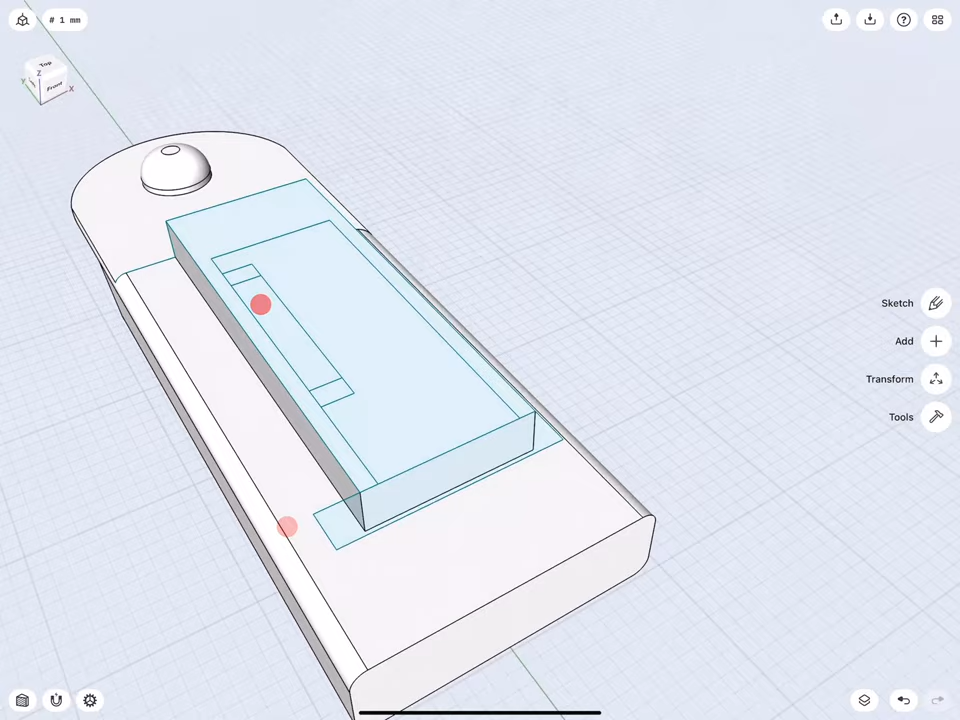 # 1 mm
Top
Z
Y
Front
X
Sketch
Add
Transform
Tools